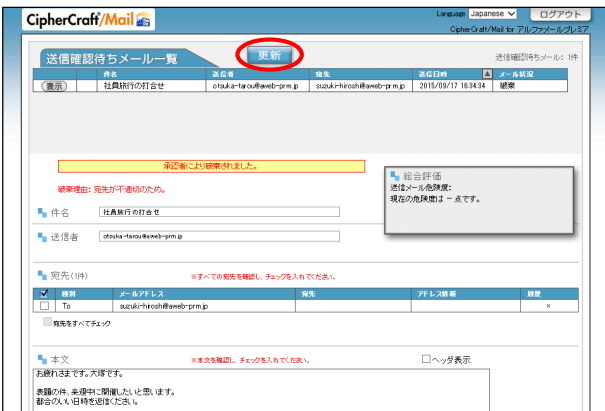 CipherCraft/Mail
Language Japanese ログアウト
CipherCraft/Mail for アルファメールプレミア
送信確認待ちメール一覧 更新 送信確認待ちメール: 1件
件名 送信者 宛先 送信日時 ▲ メール状況
表示 社員旅行の打合せ otsuka-tarou@aweb-prm.jp suzuki-hiroshi@aweb-prm.jp 2015/09/17 16:34:34 破棄
承認者により破棄されました。
破棄理由: 宛先が不適切のため。
総合評価
送信メール危険度:
現在の危険度は − 点です。
件名 社員旅行の打合せ
送信者 otsuka-tarou@aweb-prm.jp
宛先(1件) ※すべての宛先を確認し、チェックを入れてください。
種別 メールアドレス 宛先 アドレス情報 履歴
To suzuki-hiroshi@aweb-prm.jp ×
宛先をすべてチェック
本文 ※本文を確認し、チェックを入れてください。 ヘッダ表示
お疲れさまです。大塚です。
表題の件、来週中に開催したいと思います。
都合のいい日時を返信ください。